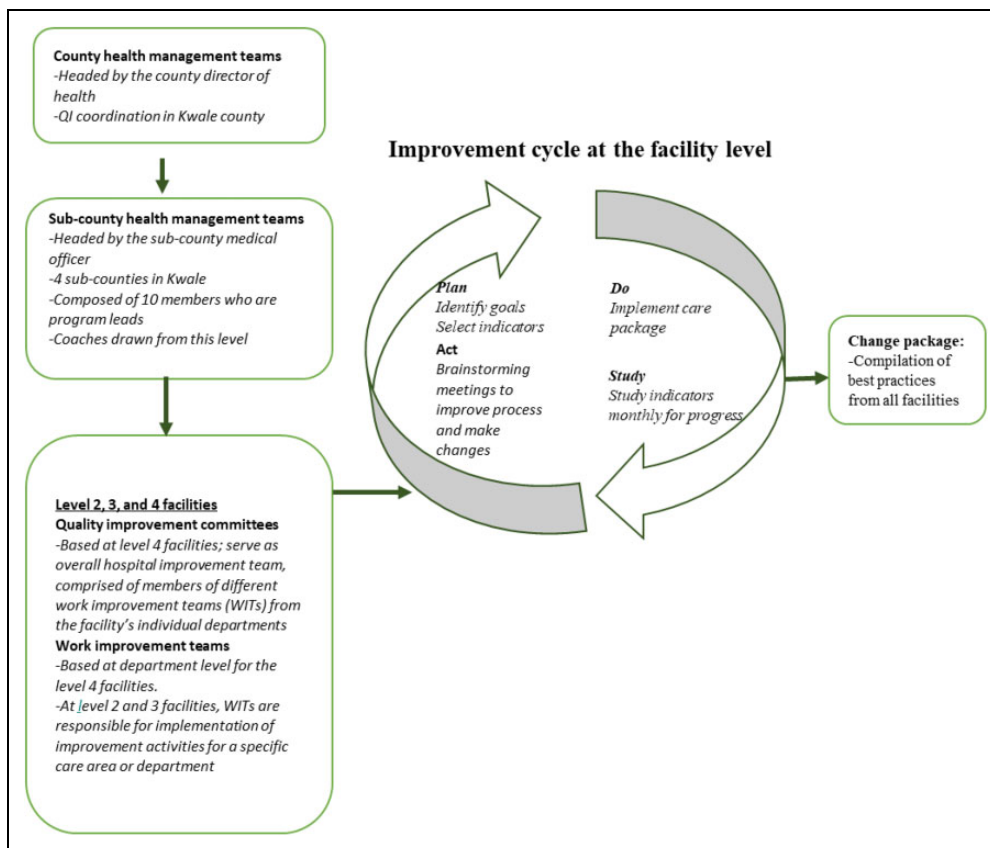 County health management teams
-Headed by the county director of
health
-QI coordination in Kwale county
Sub-county health management teams
-Headed by the sub-county medical
officer
-4 sub-counties in Kwale
-Composed of 10 members who are
program leads
-Coaches drawn from this level
Level 2, 3, and 4 facilities
Quality improvement committees
-Based at level 4 facilities; serve as
overall hospital improvement team,
comprised of members of different
work improvement teams (WITs) from
the facility's individual departments
Work improvement teams
-Based at department level for the
level 4 facilities.
-At level 2 and 3 facilities, WITs are
responsible for implementation of
improvement activities for a specific
care area or department
Improvement cycle at the facility level
Plan
Identify goals
Select indicators
Act
Brainstorming
meetings to
improve process
and make
changes
Do
Implement care
package
Study
Study indicators
monthly for progress
Change package:
-Compilation of
best practices
from all facilities